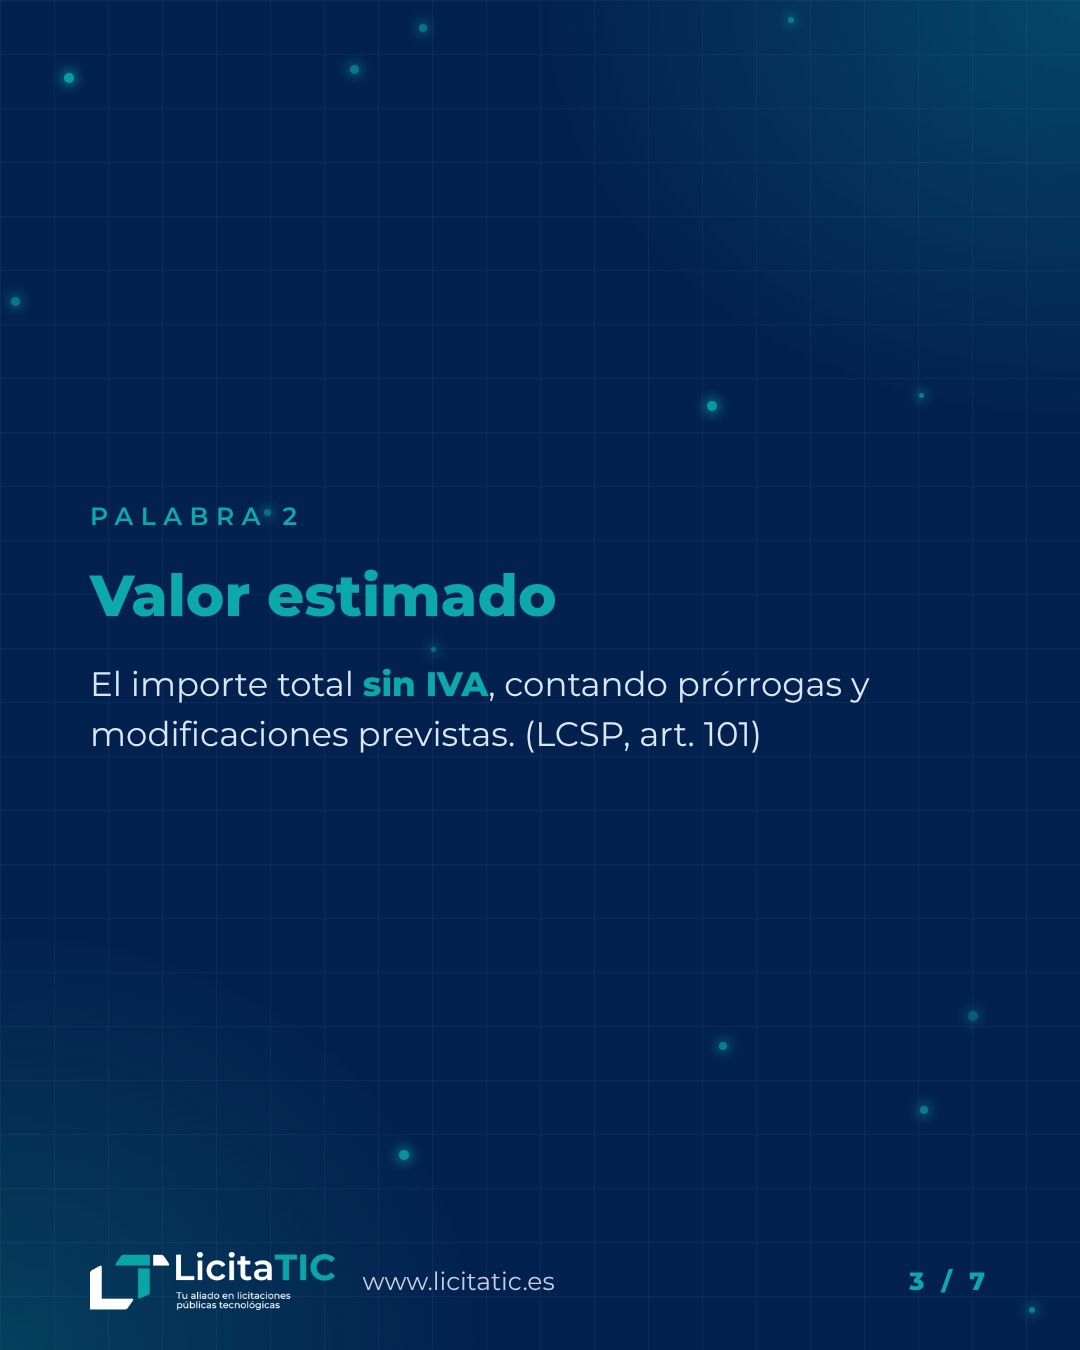 PALABRA 2
Valor estimado
El importe total sin IVA, contando prórrogas y
modificaciones previstas. (LCSP, art. 101)
LicitaTIC
Tu aliado en licitaciones
públicas tecnológicas
www.licitatic.es
3 / 7